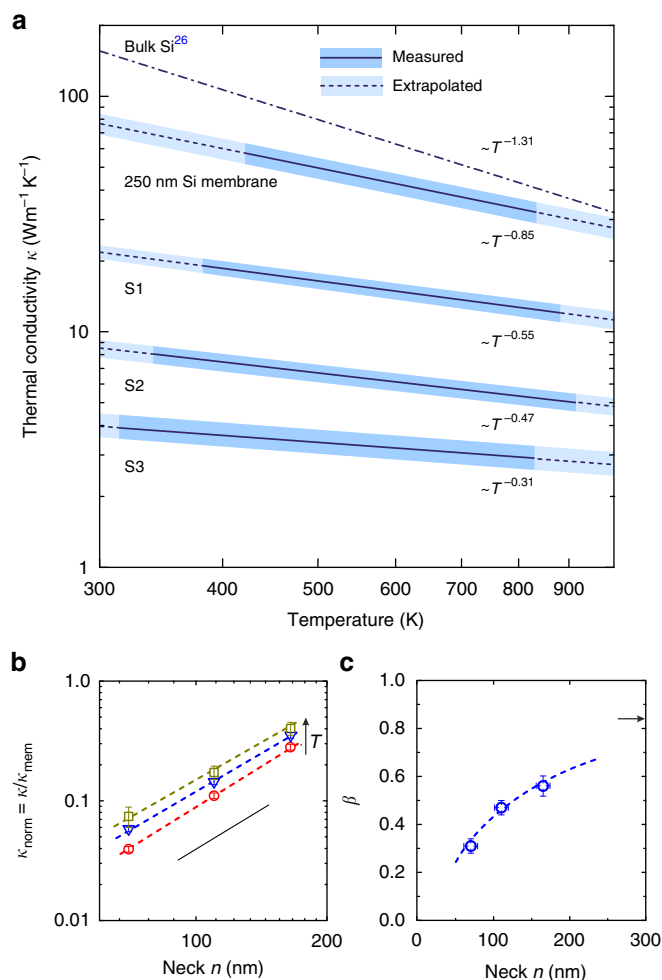 a
Bulk Si26
Measured
Extrapolated
100
~T−1.31
250 nm Si membrane
~T−0.85
S1
~T−0.55
10
S2
~T−0.47
S3
~T−0.31
1
Thermal conductivity κ (Wm−1 K−1)
300 400 500 600 700 800 900
Temperature (K)
b
1.0
T
0.1
0.01
κnorm = κ/κmem
100 200
Neck n (nm)
c
1.0
0.8
0.6
β
0.4
0.2
0.0
0 100 200 300
Neck n (nm)